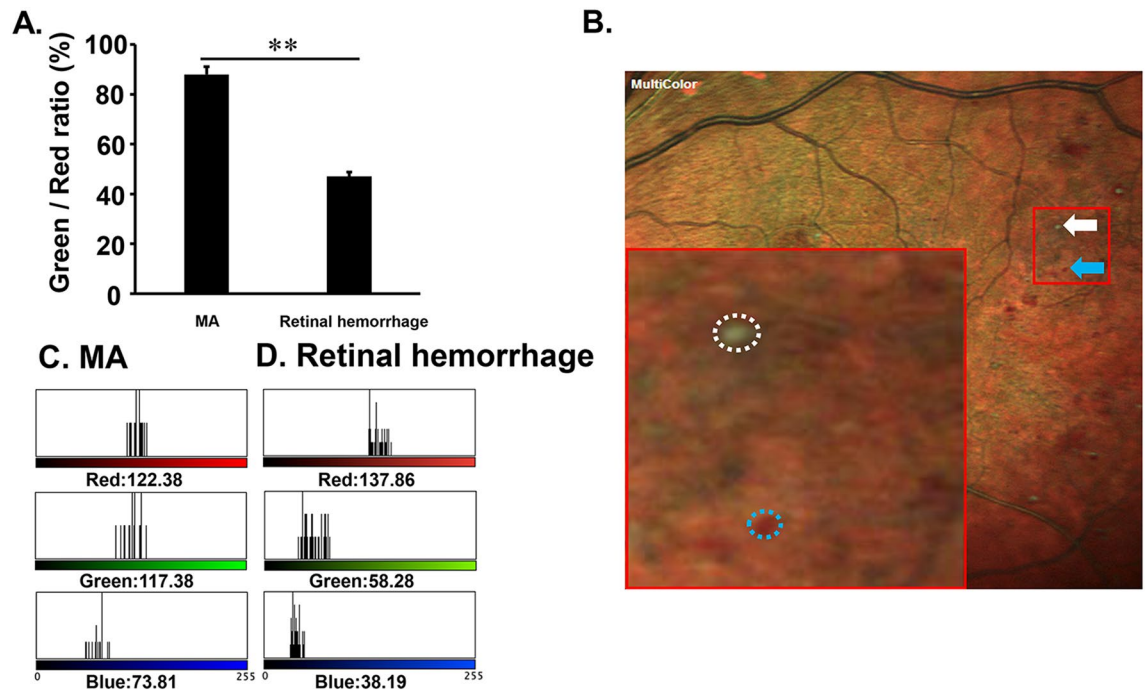 A.
B.
Green / Red ratio (%)
100
80
60
40
20
0
**
MA
Retinal hemorrhage
MultiColor
C. MA
D. Retinal hemorrhage
Red:122.38
Red:137.86
Green:117.38
Green:58.28
0 255
0 255
Blue:73.81
Blue:38.19